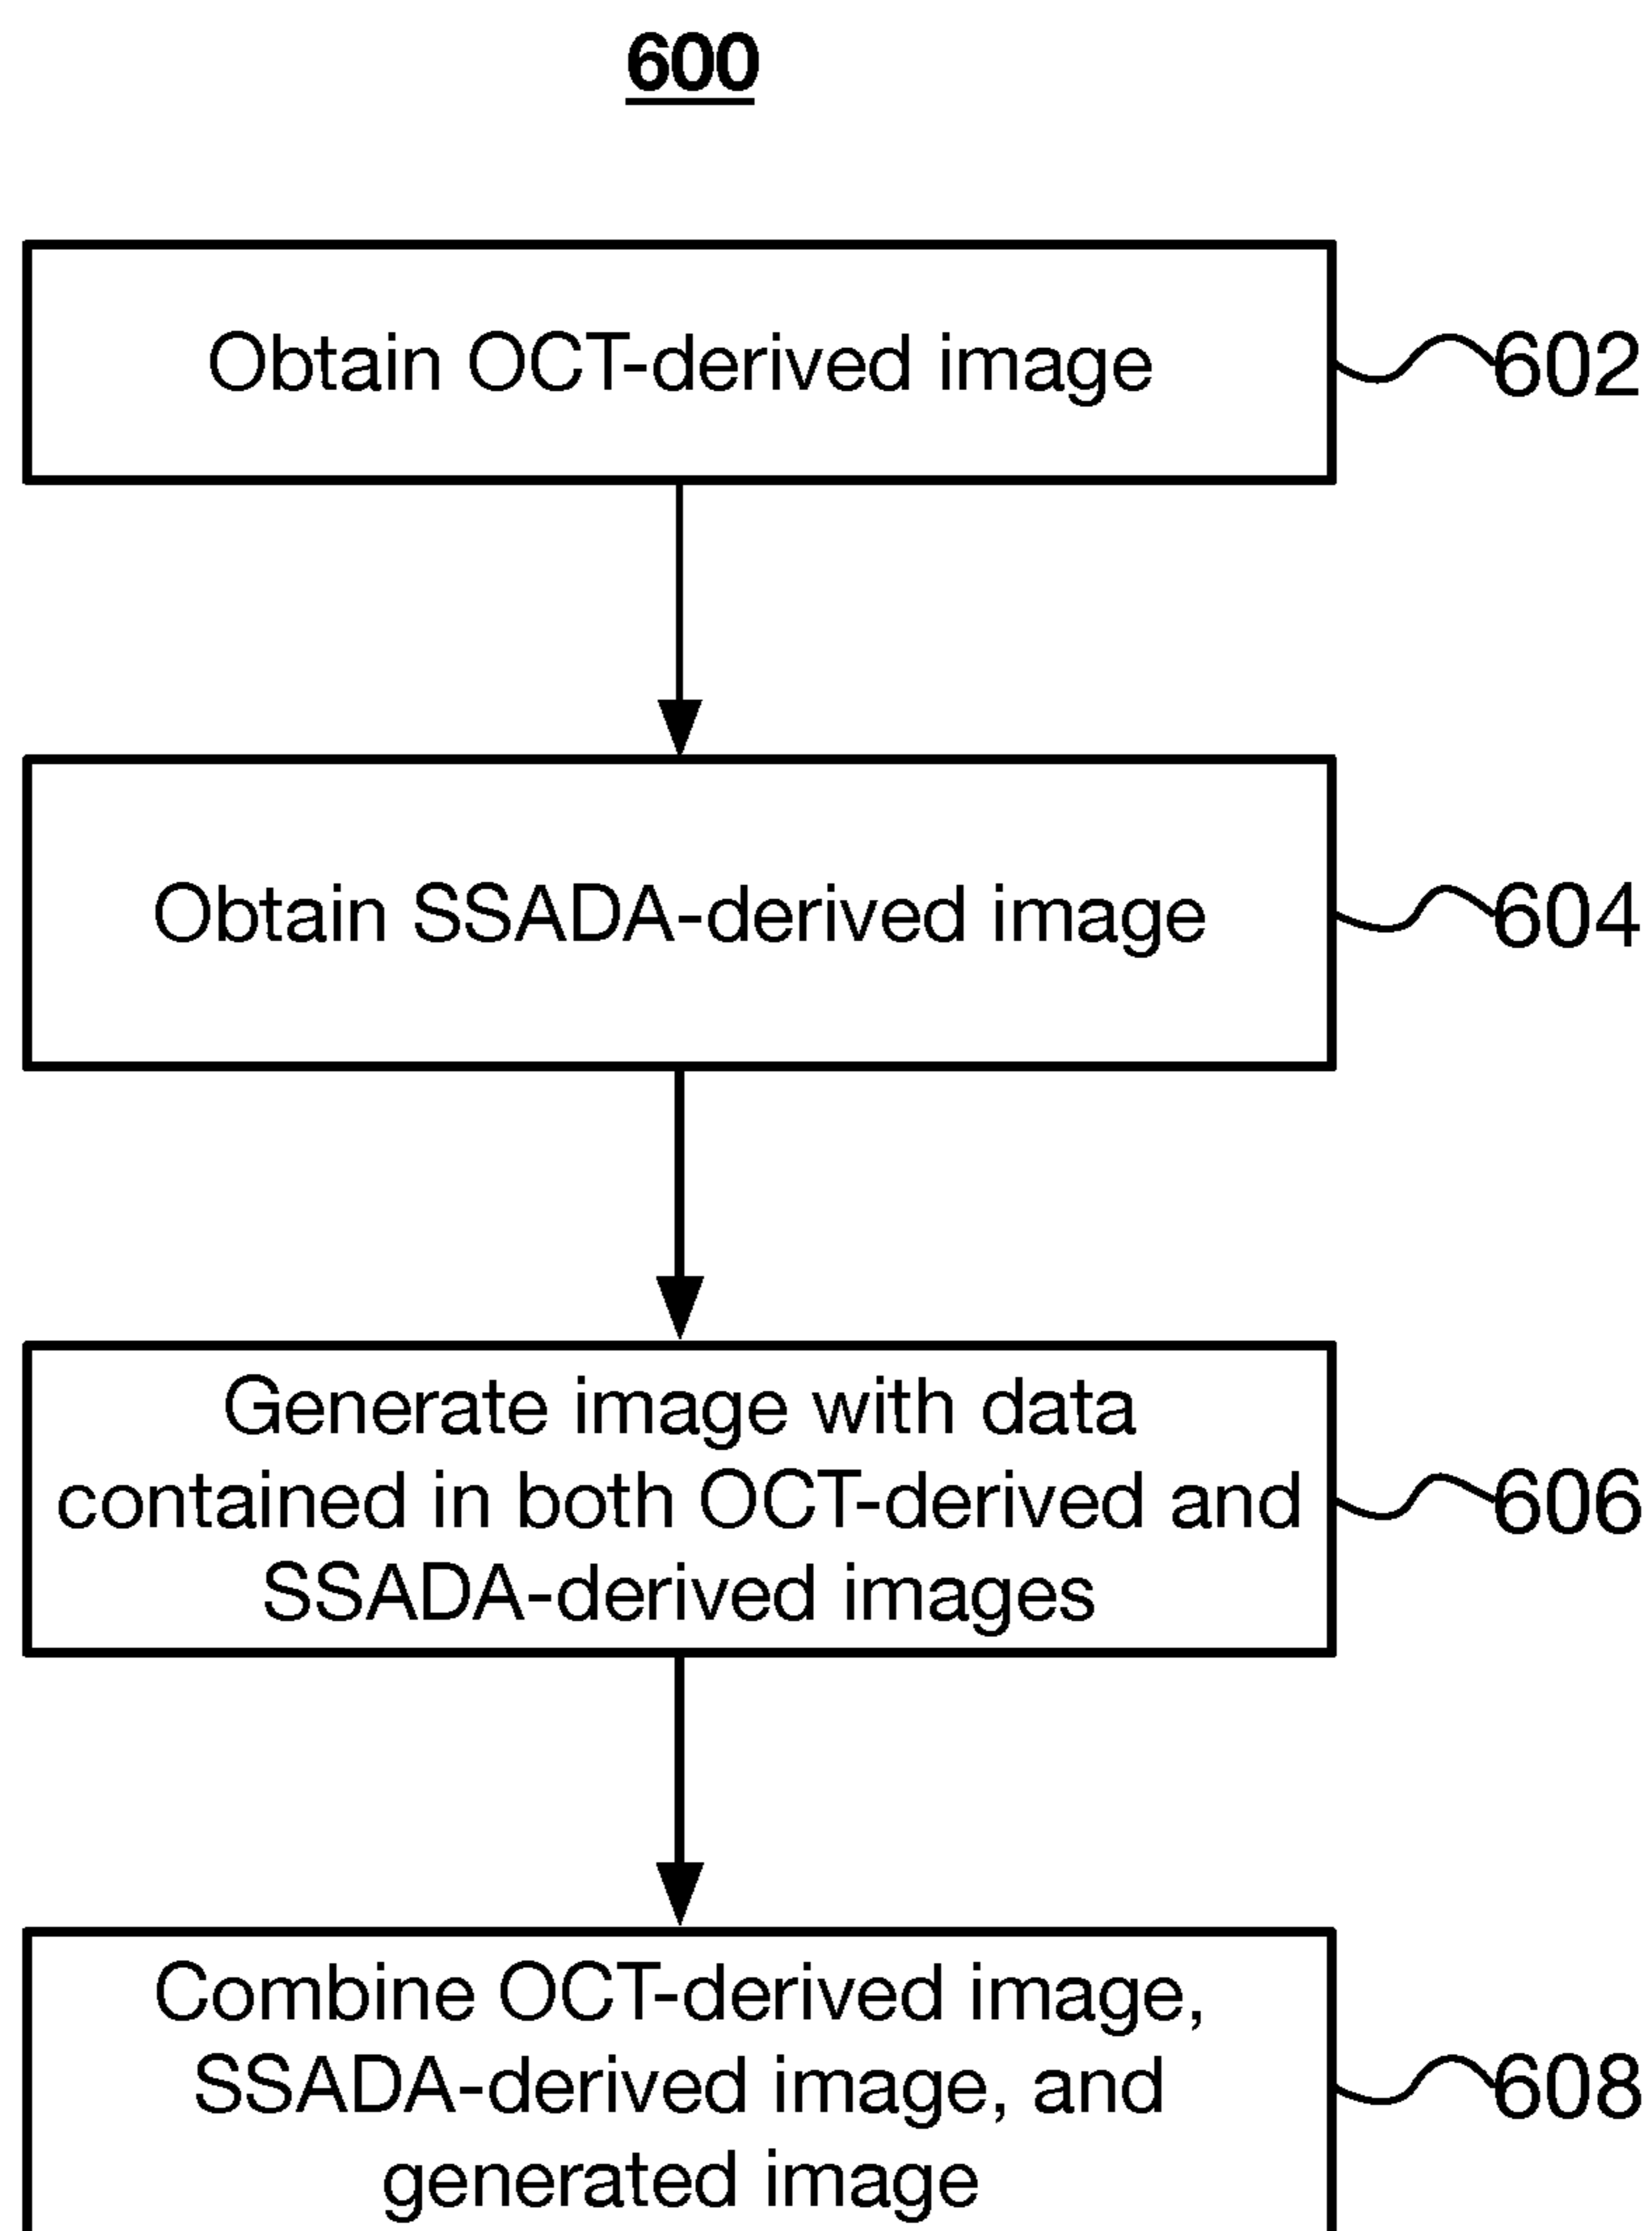 600
Obtain OCT-derived image
602
Obtain SSADA-derived image
604
Generate image with data
contained in both OCT-derived and
SSADA-derived images
606
Combine OCT-derived image,
SSADA-derived image, and
generated image
608